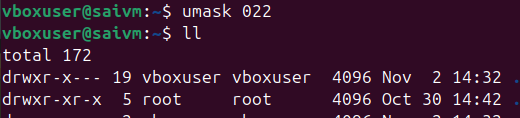 vboxuser@saivm:~$ umask 022
vboxuser@saivm:~$ ll
total 172
drwxr-x--- 19 vboxuser vboxuser 4096 Nov 2 14:32 .
drwxr-xr-x 5 root root 4096 Oct 30 14:42 .